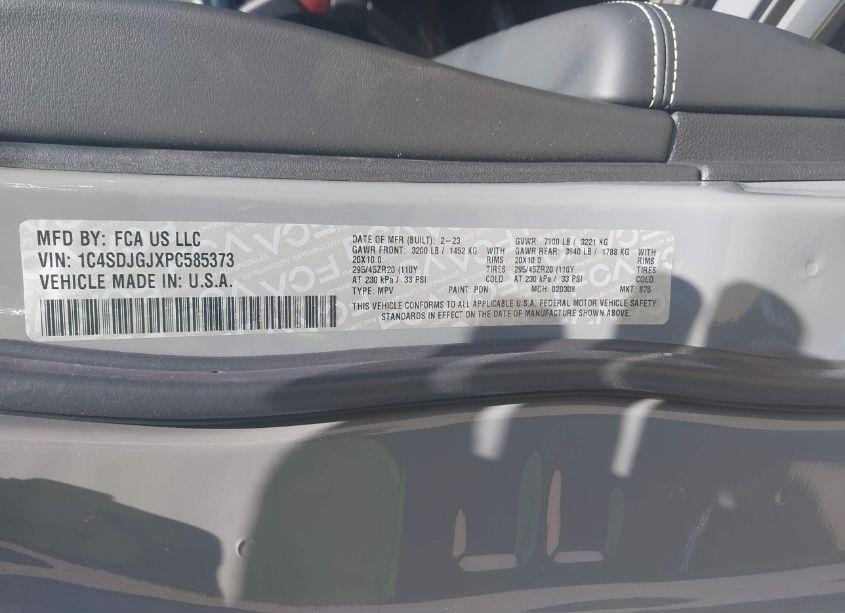 MFD BY: FCA US LLC
VIN: 1C4SDJGJXPC585373
VEHICLE MADE IN: U.S.A.
DATE OF MFR (BUILT): 2-23 GVWR: 7100 LB / 3221 KG
GAWR FRONT: 3200 LB / 1452 KG WITH GAWR REAR: 3940 LB / 1788 KG WITH
20X10.0 RIMS 20X10.0 RIMS
295/45ZR20 (110Y TIRES 295/45ZR20 (110Y TIRES
AT 230 kPa / 33 PSI COLD AT 230 kPa / 33 PSI COLD
TYPE: MPV PAINT: PDN MCH: 020309 MKT: 875
THIS VEHICLE CONFORMS TO ALL APPLICABLE U.S.A. FEDERAL MOTOR VEHICLE SAFETY
STANDARDS IN EFFECT ON THE DATE OF MANUFACTURE SHOWN ABOVE.